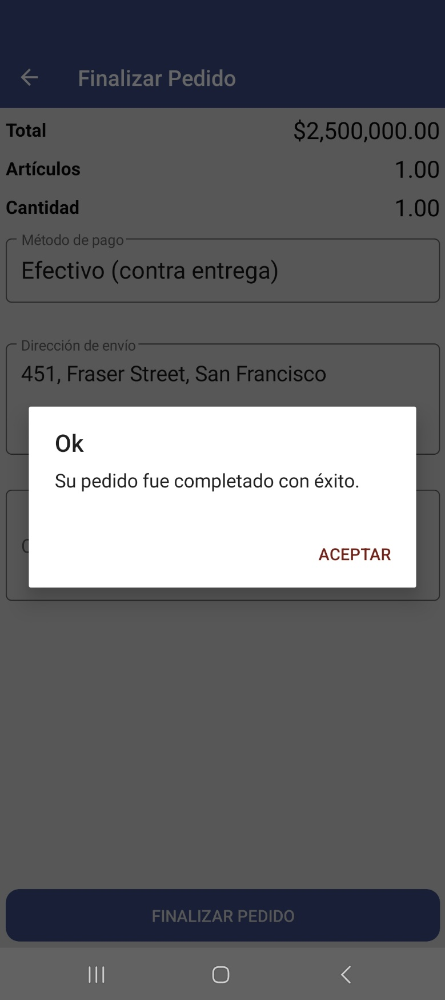 Finalizar Pedido
Total $2,500,000.00
Artículos 1.00
Cantidad 1.00
Método de pago
Efectivo (contra entrega)
Dirección de envío
451, Fraser Street, San Francisco
Ok
Su pedido fue completado con éxito.
ACEPTAR
FINALIZAR PEDIDO